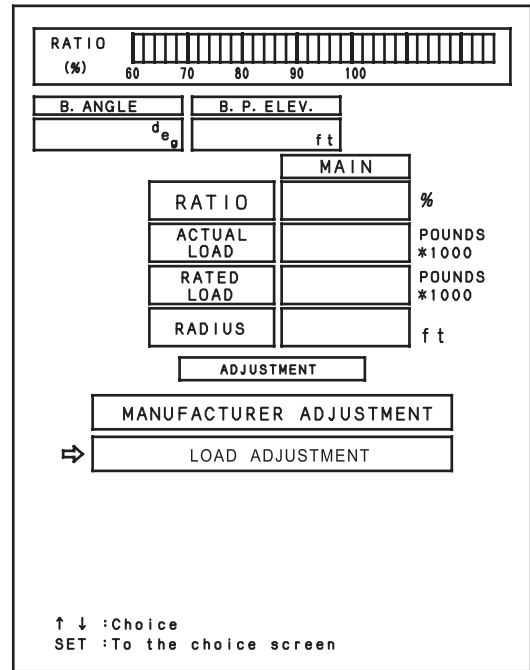 RATIO
(%)
60 70 80 90 100
B. ANGLE B. P. ELEV.
deg ft
MAIN
RATIO %
ACTUAL LOAD POUNDS *1000
RATED LOAD POUNDS *1000
RADIUS ft
ADJUSTMENT
MANUFACTURER ADJUSTMENT
⇨ LOAD ADJUSTMENT
↑ ↓ :Choice
SET :To the choice screen